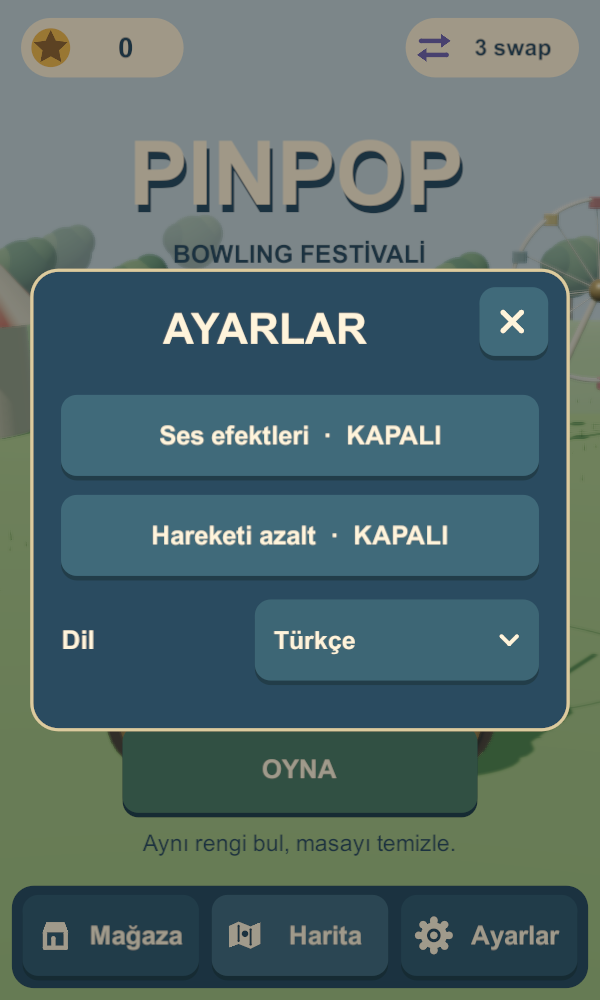 0
3 swap
PINPOP
BOWLING FESTİVALİ
AYARLAR
Ses efektleri · KAPALI
Hareketi azalt · KAPALI
Dil
Türkçe
OYNA
Aynı rengi bul, masayı temizle.
Mağaza
Harita
Ayarlar